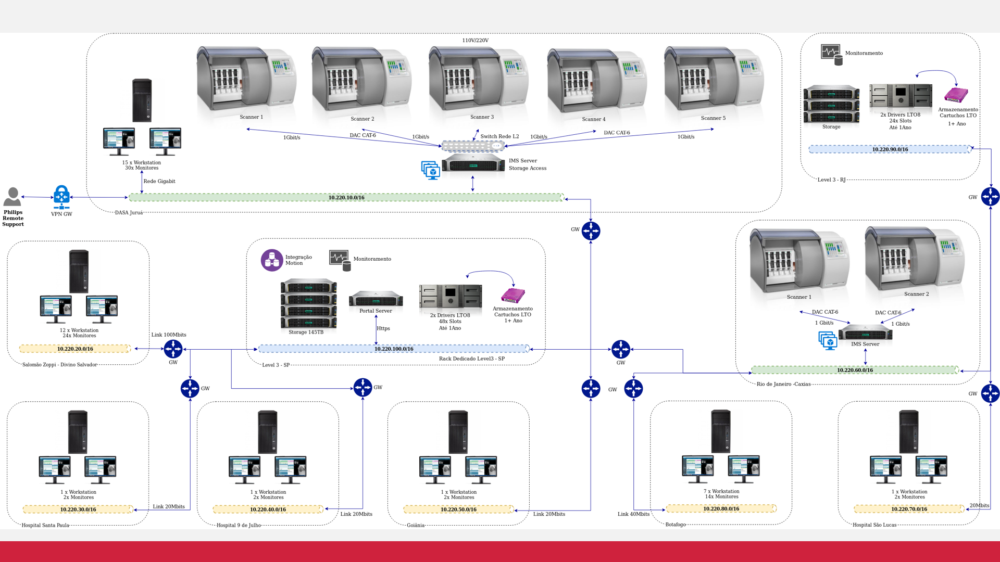 110V/220V
Scanner 1
Scanner 2
Scanner 3
Scanner 4
Scanner 5
1Gbit/s
DAC CAT-6
1Gbit/s
Switch Rede L2
1Gbit/s
DAC CAT-6
1Gbit/s
IMS Server
Storage Access
15 x Workstation
30x Monitores
Rede Gigabit
10.220.10.0/16
DASA Juruá
Philips
Remote
Support
VPN GW
GW
Monitoramento
Storage
2x Drivers LTO8
24x Slots
Até 1Ano
Armazenamento
Cartuchos LTO
1+ Ano
10.220.90.0/16
Level 3 - RJ
GW
12 x Workstation
24x Monitores
10.220.20.0/16
Salomão Zoppi - Divino Salvador
Link 100Mbits
GW
Integração
Motion
Monitoramento
Storage 145TB
Portal Server
Https
2x Drivers LTO8
48x Slots
Até 1Ano
Armazenamento
Cartuchos LTO
1+ Ano
10.220.100.0/16
Rack Dedicado Level3 - SP
Level 3 - SP
GW
Scanner 1
Scanner 2
DAC CAT-6
1 Gbit/s
DAC CAT-6
1 Gbit/s
IMS Server
10.220.60.0/16
Rio de Janeiro -Caxias
GW
GW
GW
GW
1 x Workstation
2x Monitores
10.220.30.0/16
Link 20Mbits
Hospital Santa Paula
1 x Workstation
2x Monitores
10.220.40.0/16
Link 20Mbits
Hospital 9 de Julho
1 x Workstation
2x Monitores
10.220.50.0/16
Link 20Mbits
Goiânia
7 x Workstation
14x Monitores
10.220.80.0/16
Link 40Mbits
Botafogo
1 x Workstation
2x Monitores
10.220.70.0/16
20Mbits
Hospital São Lucas